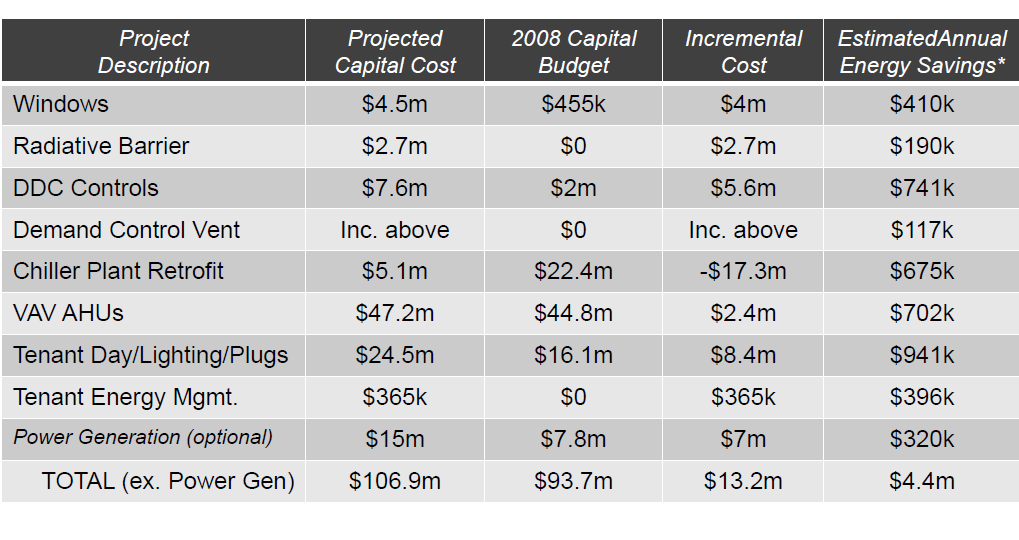 Project Description Projected Capital Cost 2008 Capital Budget Incremental Cost EstimatedAnnual Energy Savings*
Windows $4.5m $455k $4m $410k
Radiative Barrier $2.7m $0 $2.7m $190k
DDC Controls $7.6m $2m $5.6m $741k
Demand Control Vent Inc. above $0 Inc. above $117k
Chiller Plant Retrofit $5.1m $22.4m -$17.3m $675k
VAV AHUs $47.2m $44.8m $2.4m $702k
Tenant Day/Lighting/Plugs $24.5m $16.1m $8.4m $941k
Tenant Energy Mgmt. $365k $0 $365k $396k
Power Generation (optional) $15m $7.8m $7m $320k
TOTAL (ex. Power Gen) $106.9m $93.7m $13.2m $4.4m